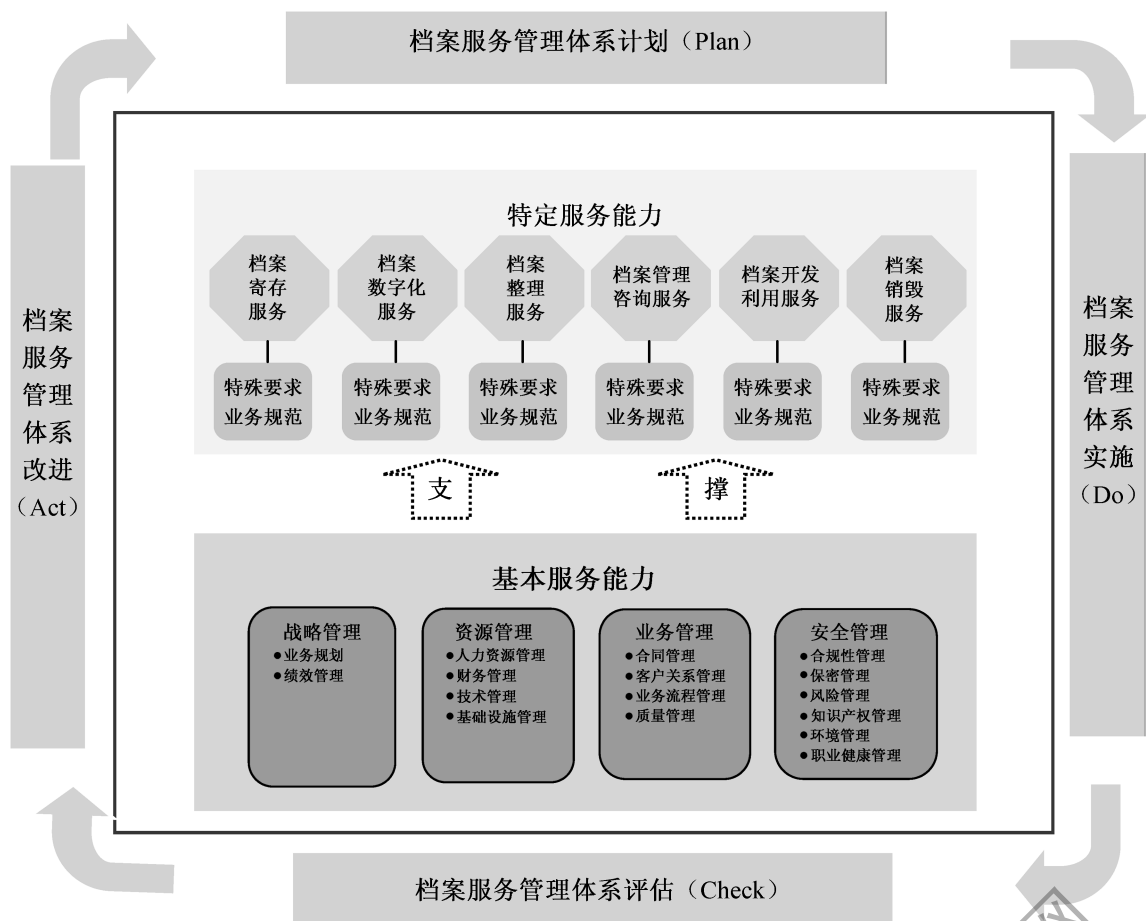 档案服务管理体系计划（Plan）
档案
服务
管理
体系
改进
（Act）
特定服务能力
档案
寄存
服务
档案
数字化
服务
档案
整理
服务
档案管理
咨询服务
档案开发
利用服务
档案
销毁
服务
特殊要求
业务规范
特殊要求
业务规范
特殊要求
业务规范
特殊要求
业务规范
特殊要求
业务规范
特殊要求
业务规范
支
撑
基本服务能力
战略管理
●业务规划
●绩效管理
资源管理
●人力资源管理
●财务管理
●技术管理
●基础设施管理
业务管理
●合同管理
●客户关系管理
●业务流程管理
●质量管理
安全管理
●合规性管理
●保密管理
●风险管理
●知识产权管理
●环境管理
●职业健康管理
档案
服务
管理
体系
实施
（Do）
档案服务管理体系评估（Check）